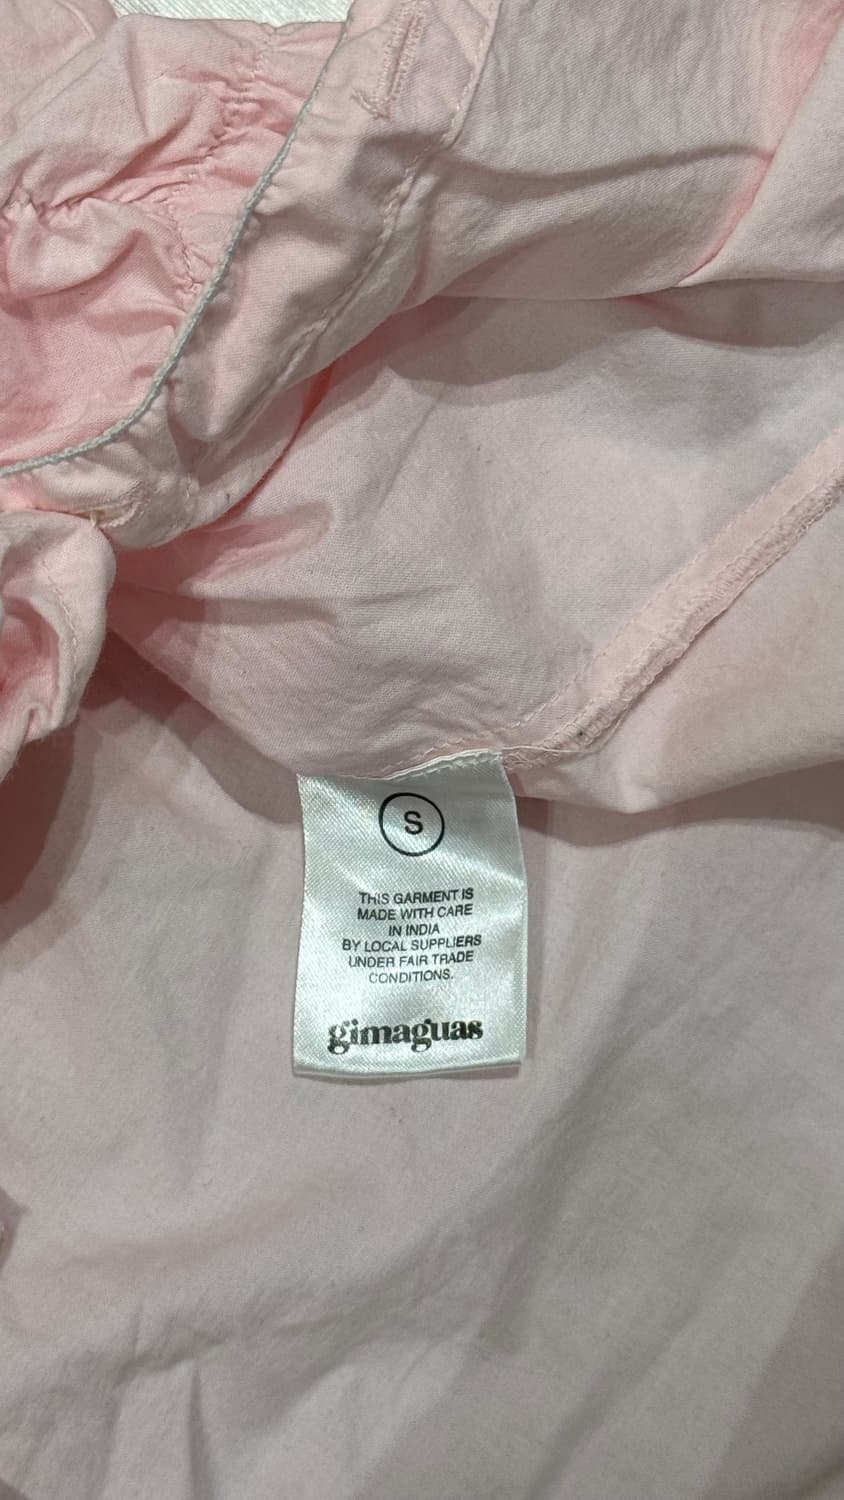 S
THIS GARMENT IS
MADE WITH CARE
IN INDIA
BY LOCAL SUPPLIERS
UNDER FAIR TRADE
CONDITIONS.
gimaguas